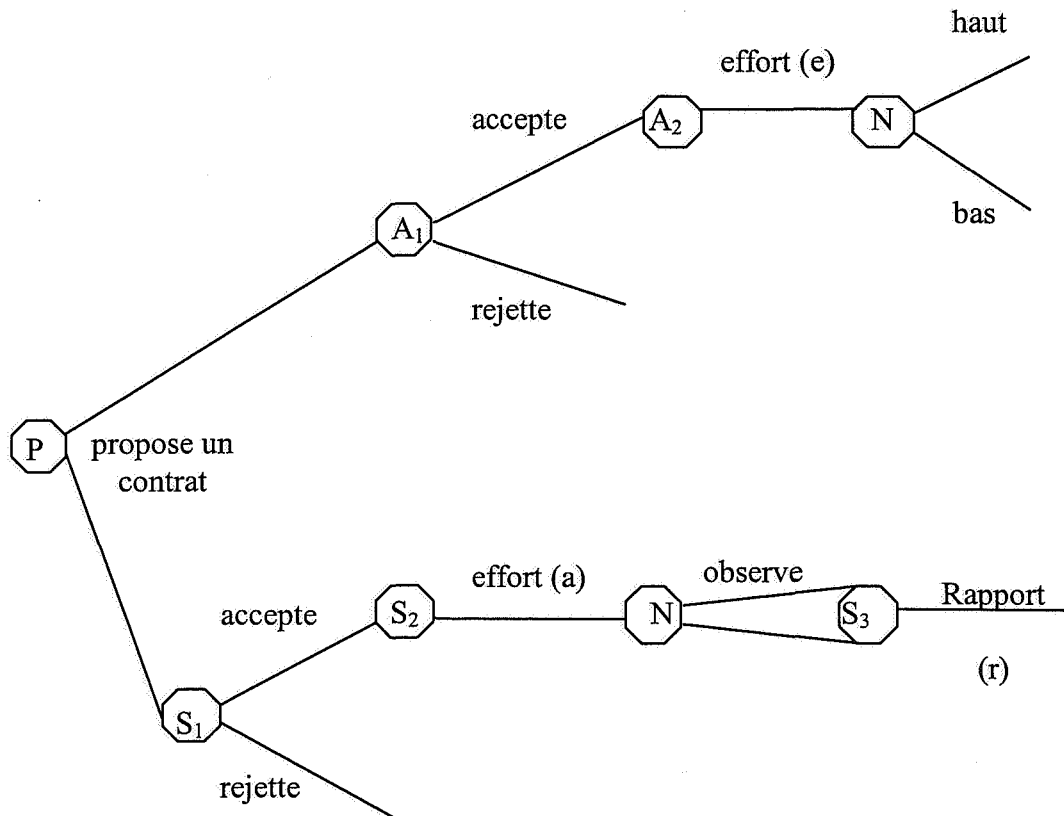 haut
effort (e)
accepte
A₂
N
bas
A₁
rejette
P
propose un
contrat
observe
effort (a)
Rapport
accepte
S₂
N
S₃
(r)
S₁
rejette